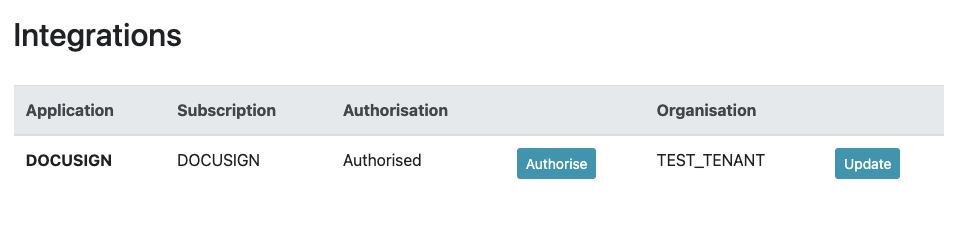 Integrations
Application Subscription Authorisation Organisation
DOCUSIGN DOCUSIGN Authorised Authorise TEST_TENANT Update